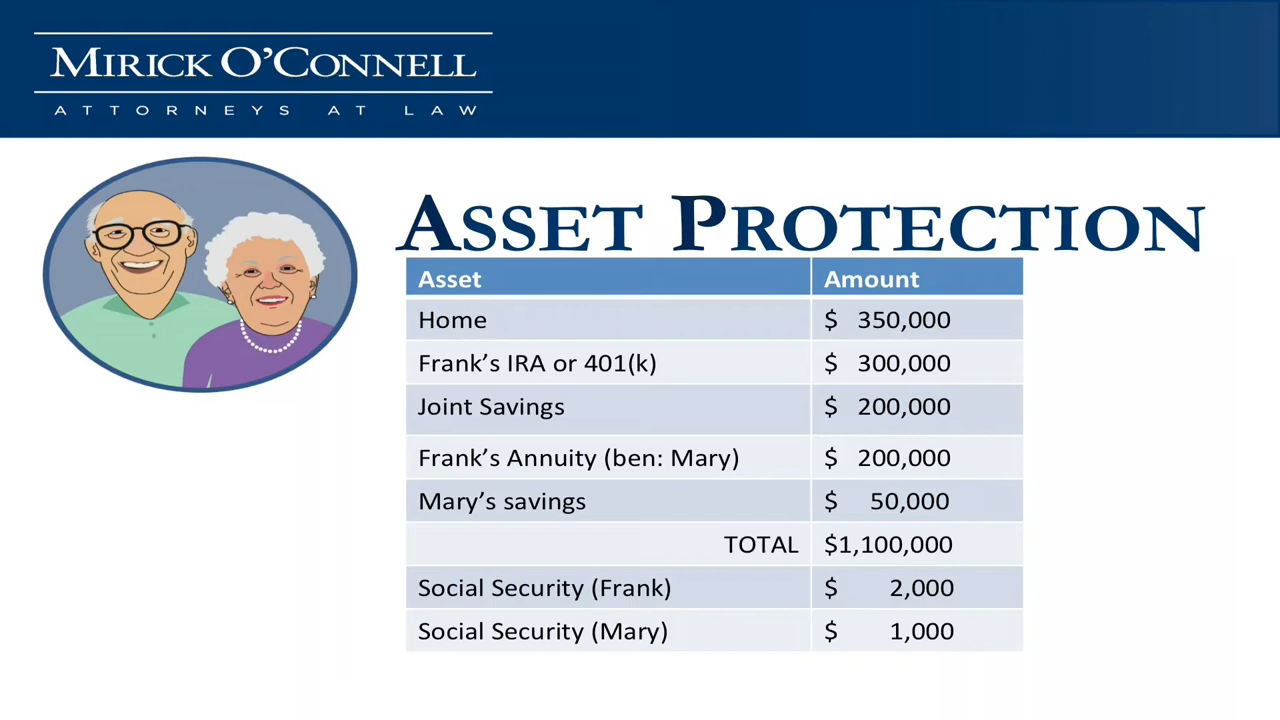 MIRICK O'CONNELL
ATTORNEYS AT LAW
ASSET PROTECTION
Asset Amount
Home $ 350,000
Frank's IRA or 401(k) $ 300,000
Joint Savings $ 200,000
Frank's Annuity (ben: Mary) $ 200,000
Mary's savings $ 50,000
TOTAL $1,100,000
Social Security (Frank) $ 2,000
Social Security (Mary) $ 1,000